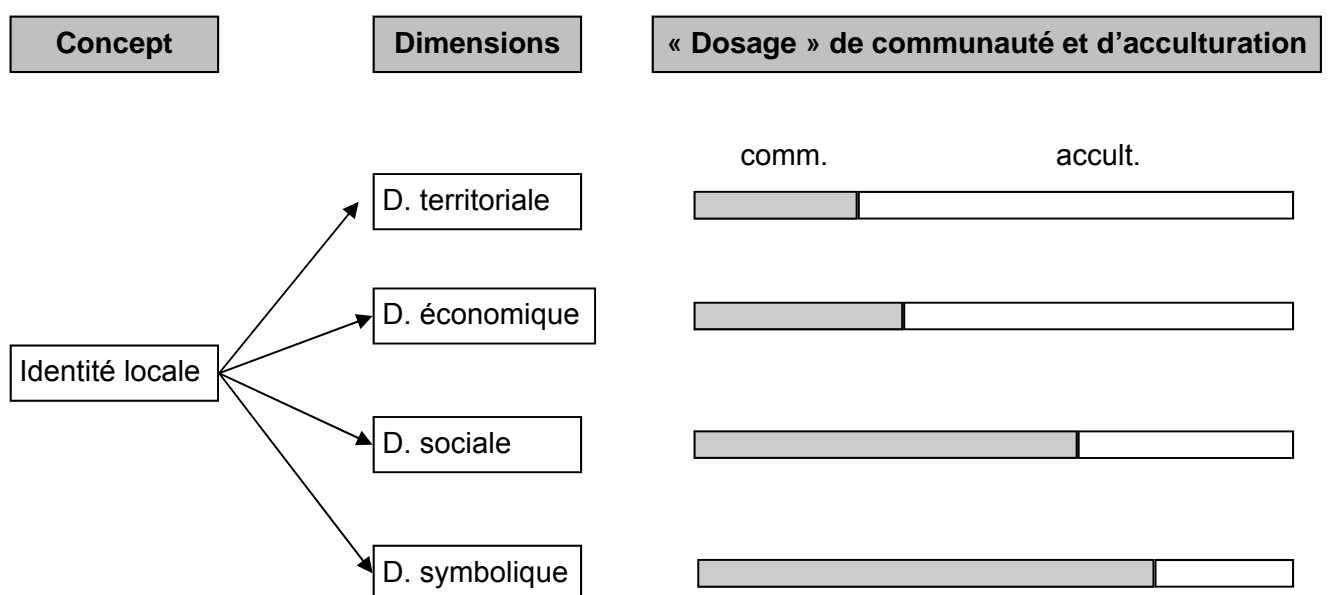 Concept
Dimensions
« Dosage » de communauté et d’acculturation
comm.
accult.
D. territoriale
D. économique
Identité locale
D. sociale
D. symbolique